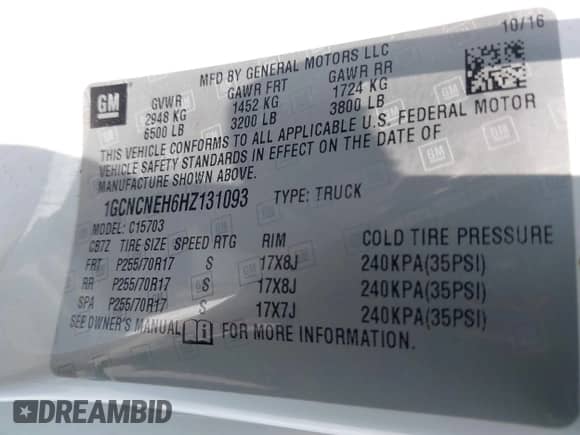 10/16
GM
MFD BY GENERAL MOTORS LLC
GVWR GAWR FRT GAWR RR
2948 KG 1452 KG 1724 KG
6500 LB 3200 LB 3800 LB
THIS VEHICLE CONFORMS TO ALL APPLICABLE U.S. FEDERAL MOTOR
VEHICLE SAFETY STANDARDS IN EFFECT ON THE DATE OF
MANUFACTURE SHOWN ABOVE.
1GCNCNEH6HZ131093 TYPE: TRUCK
MODEL: C15703
CB7Z TIRE SIZE SPEED RTG RIM COLD TIRE PRESSURE
FRT P255/70R17 S 17X8J 240KPA(35PSI)
RR P255/70R17 S 17X8J 240KPA(35PSI)
SPA P255/70R17 S 17X7J 240KPA(35PSI)
SEE OWNER'S MANUAL i FOR MORE INFORMATION.
DREAMBID